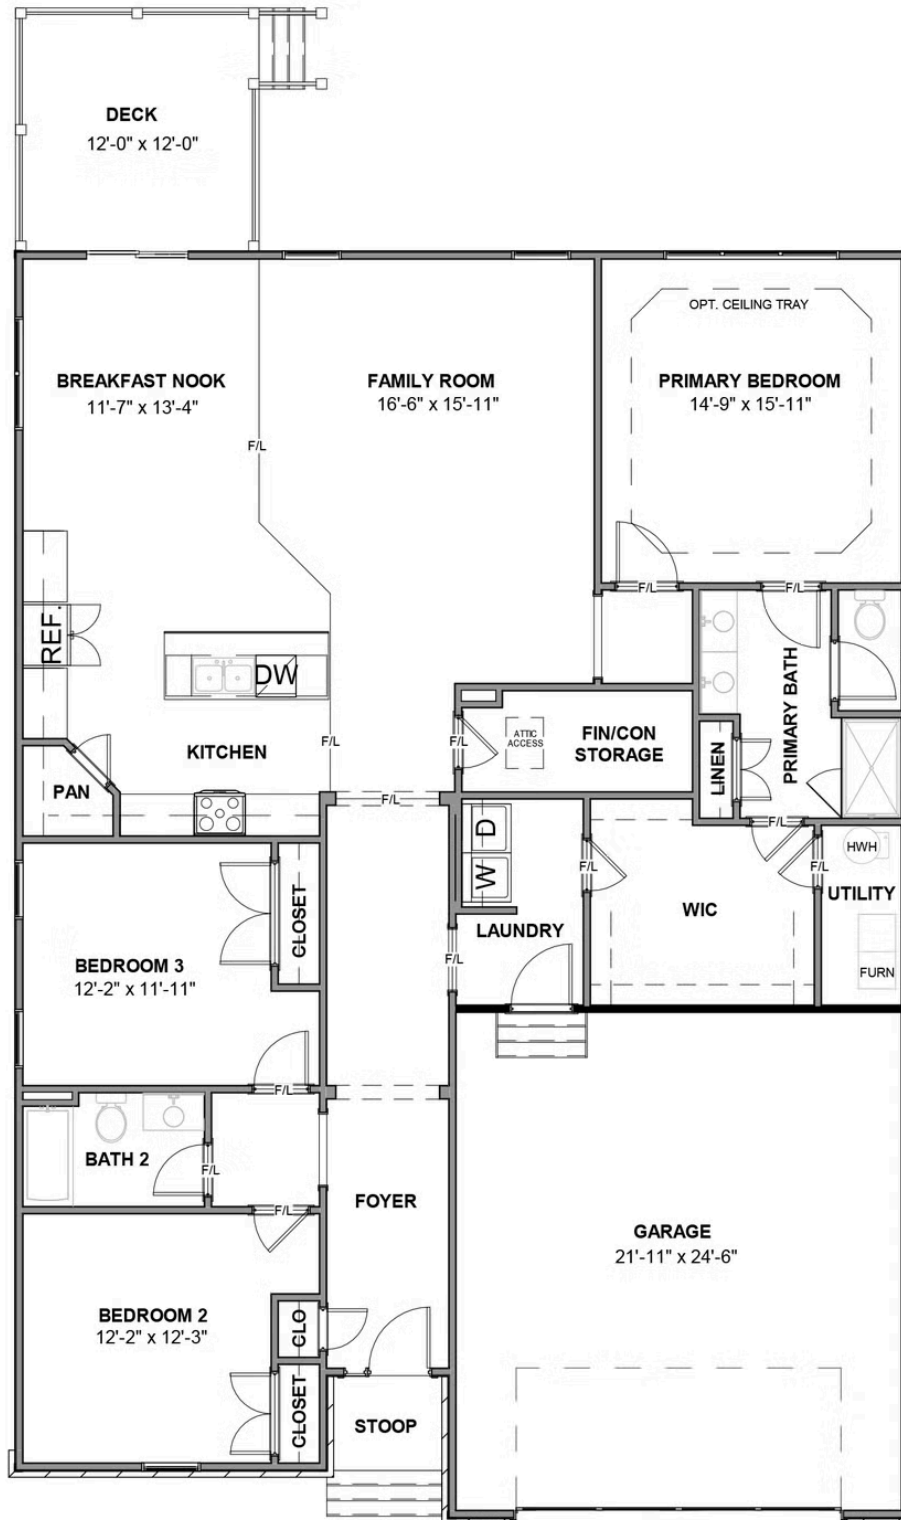 DECK
12'-0" x 12'-0"
OPT. CEILING TRAY
BREAKFAST NOOK
11'-7" x 13'-4"
FAMILY ROOM
16'-6" x 15'-11"
PRIMARY BEDROOM
14'-9" x 15'-11"
F/L
F/L
F/L
REF.
DW
PRIMARY BATH
KITCHEN
F/L
F/L
ATTIC
ACCESS
FIN/CON
STORAGE
LINEN
PAN
F/L
F/L
D
W
HWH
F/L
F/L
UTILITY
WIC
CLOSET
LAUNDRY
F/L
BEDROOM 3
12'-2" x 11'-11"
FURN
F/L
BATH 2
F/L
F/L
FOYER
GARAGE
21'-11" x 24'-6"
BEDROOM 2
12'-2" x 12'-3"
CLO
CLOSET
STOOP